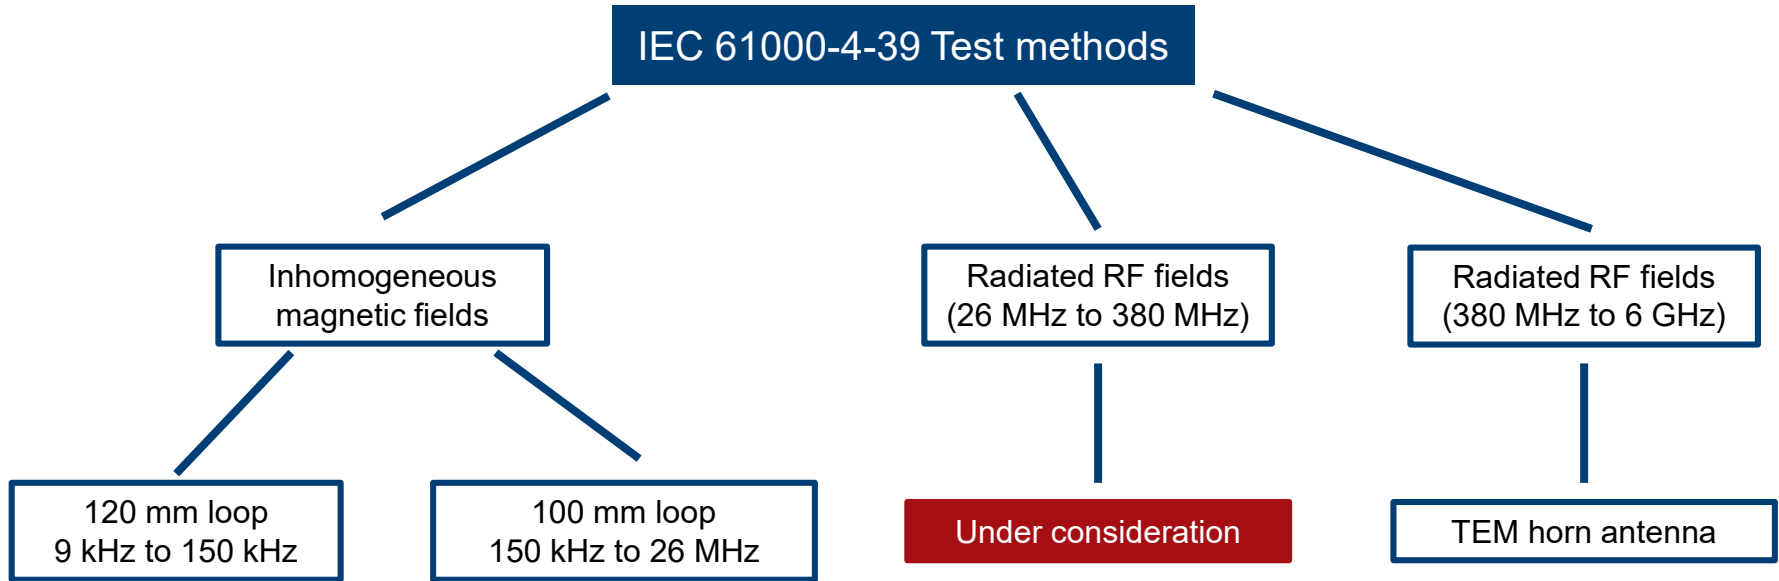 IEC 61000-4-39 Test methods
Inhomogeneous
magnetic fields
Radiated RF fields
(26 MHz to 380 MHz)
Radiated RF fields
(380 MHz to 6 GHz)
120 mm loop
9 kHz to 150 kHz
100 mm loop
150 kHz to 26 MHz
Under consideration
TEM horn antenna